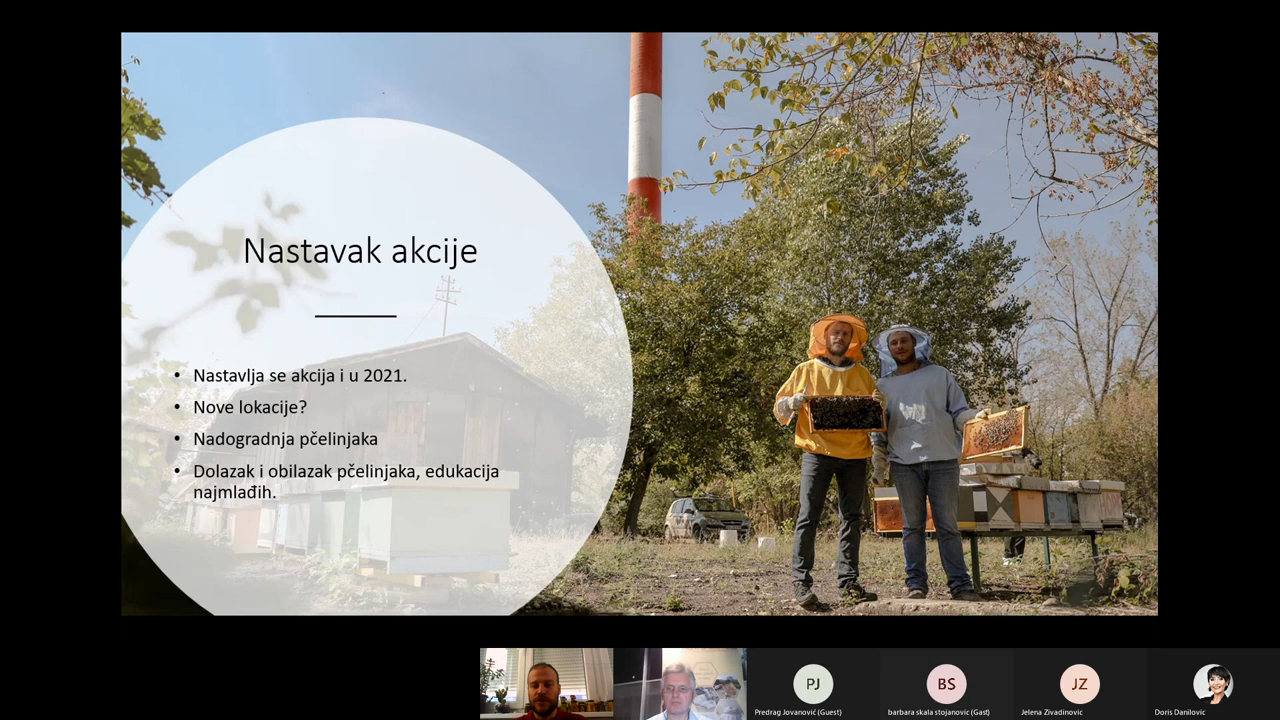 Nastavak akcije
• Nastavlja se akcija i u 2021.
• Nove lokacije?
• Nadogradnja pčelinjaka
• Dolazak i obilazak pčelinjaka, edukacija
najmlađih.
PJ
BS
JZ
Predrag Jovanović (Guest)
barbara skala stojanovic (Gast)
Jelena Zivadinovic
Doris Danilovic